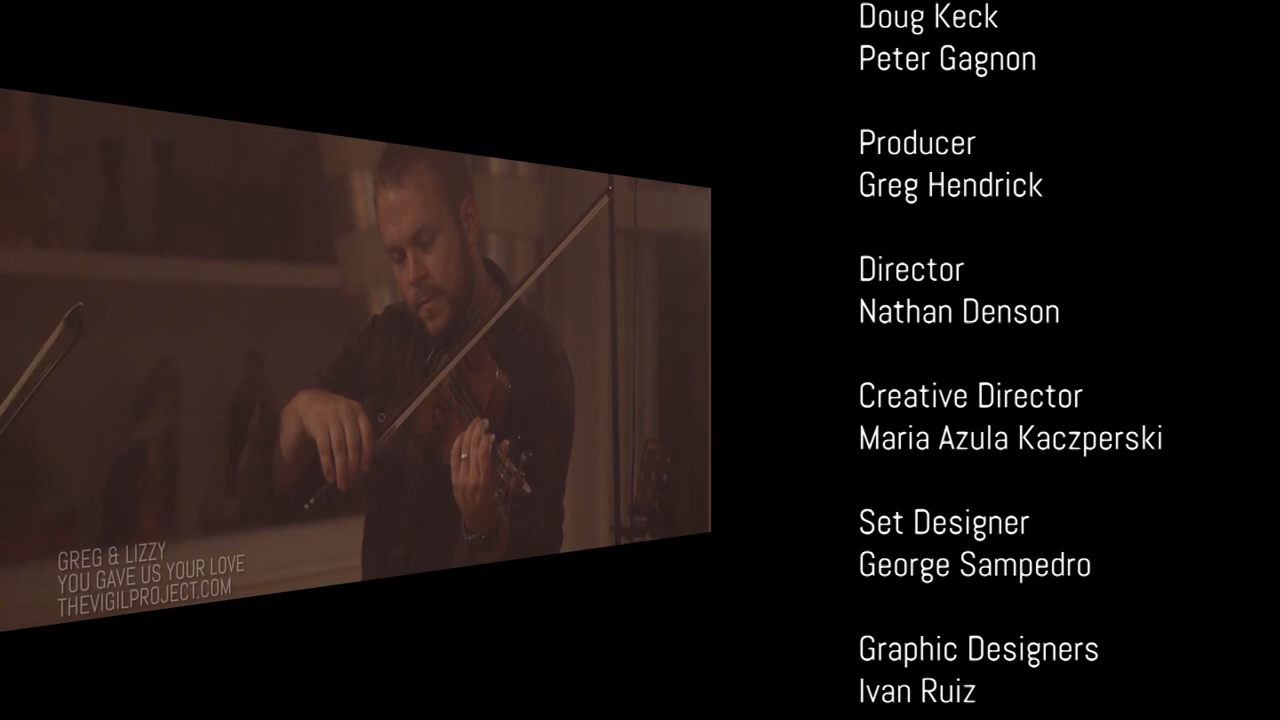 Doug Keck
Peter Gagnon
Producer
Greg Hendrick
Director
Nathan Denson
Creative Director
Maria Azula Kaczperski
Set Designer
George Sampedro
Graphic Designers
Ivan Ruiz
GREG & LIZZY
YOU GAVE US YOUR LOVE
THEVIGILPROJECT.COM